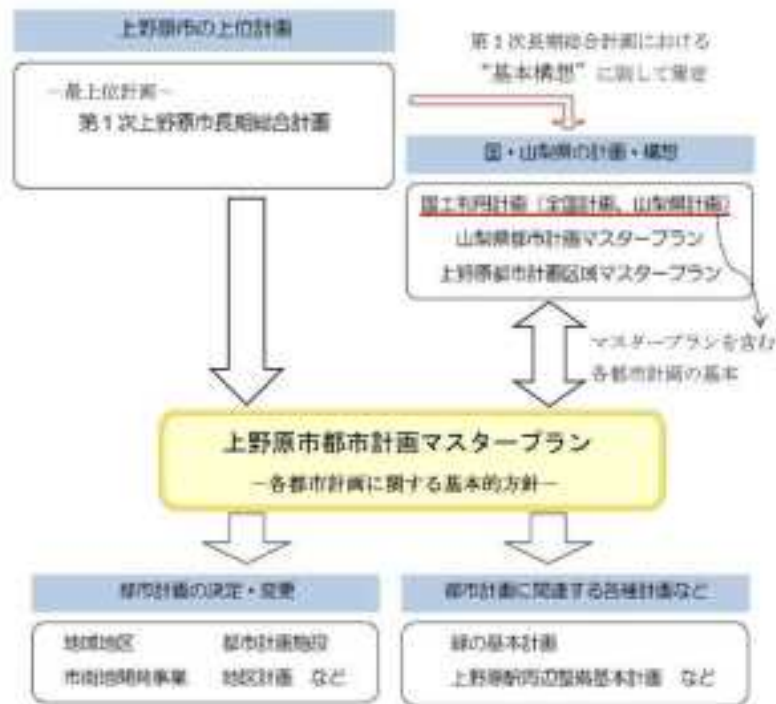 上野原市の上位計画
－最上位計画－
第1次上野原市長期総合計画
第1次長期総合計画における
“基本構想”に則して策定
国・山梨県の計画・構想
国土利用計画（全国計画、山梨県計画）
山梨県都市計画マスタープラン
上野原都市計画区域マスタープラン
マスタープランを含む
各都市計画の基本
上野原市都市計画マスタープラン
－各都市計画に関する基本的方針－
都市計画の決定・変更
地域地区　都市計画施設
市街地開発事業　地区計画　など
都市計画に関連する各種計画など
緑の基本計画
上野原駅周辺整備基本計画　など